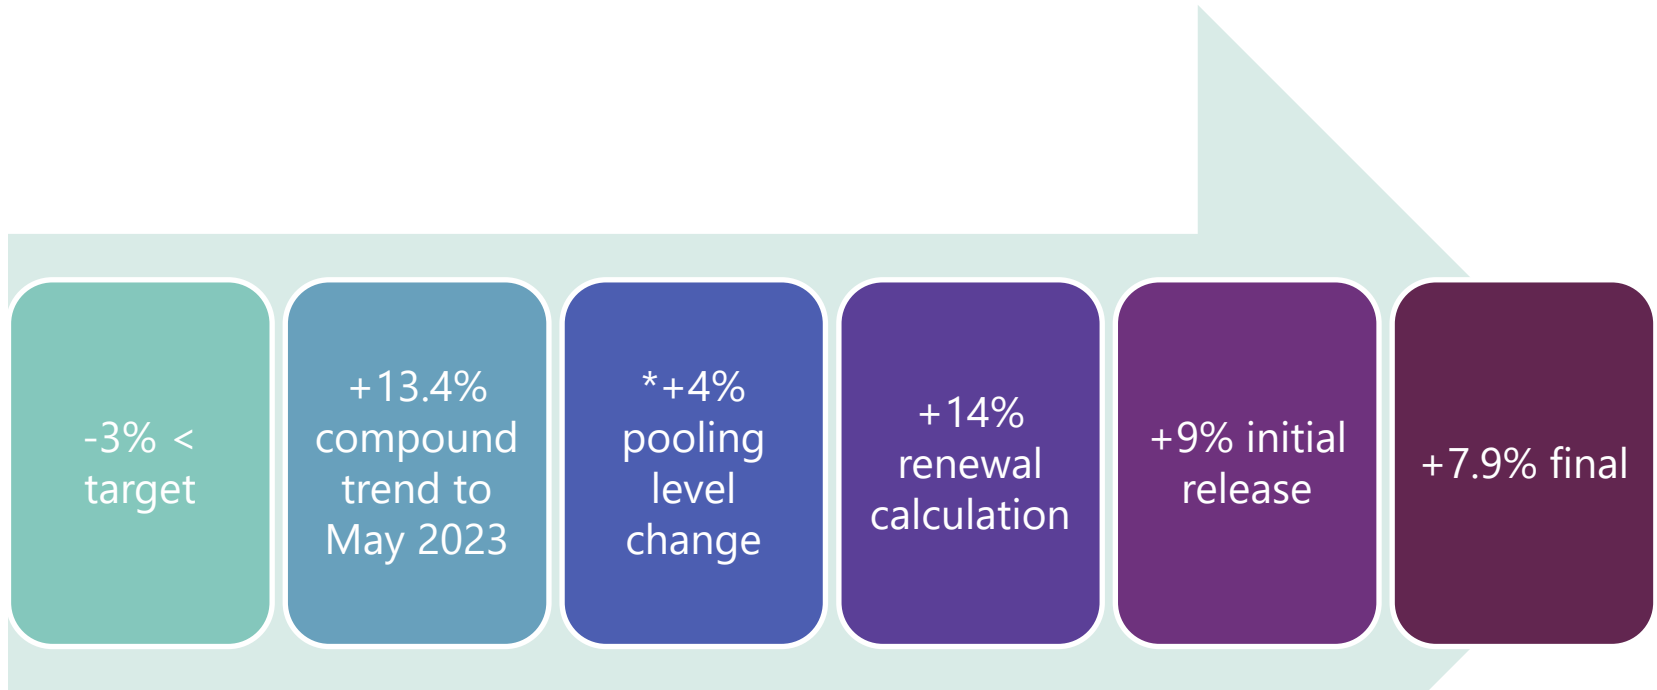 -3% <
target
+13.4%
compound
trend to
May 2023
*+4%
pooling
level
change
+14%
renewal
calculation
+9% initial
release
+7.9% final